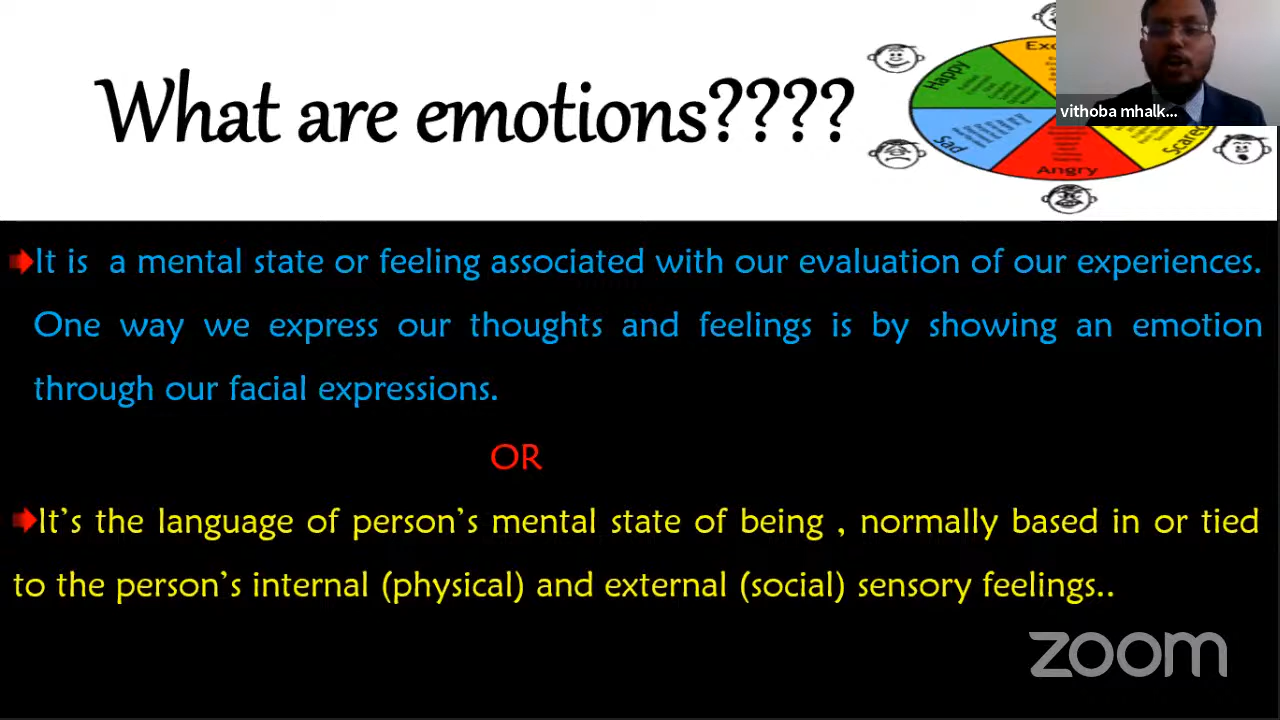 What are emotions????
Happy
Sad
Angry
Scared
vithoba mhalk...
It is a mental state or feeling associated with our evaluation of our experiences.
One way we express our thoughts and feelings is by showing an emotion
through our facial expressions.
OR
It's the language of person's mental state of being , normally based in or tied
to the person's internal (physical) and external (social) sensory feelings..
zoom